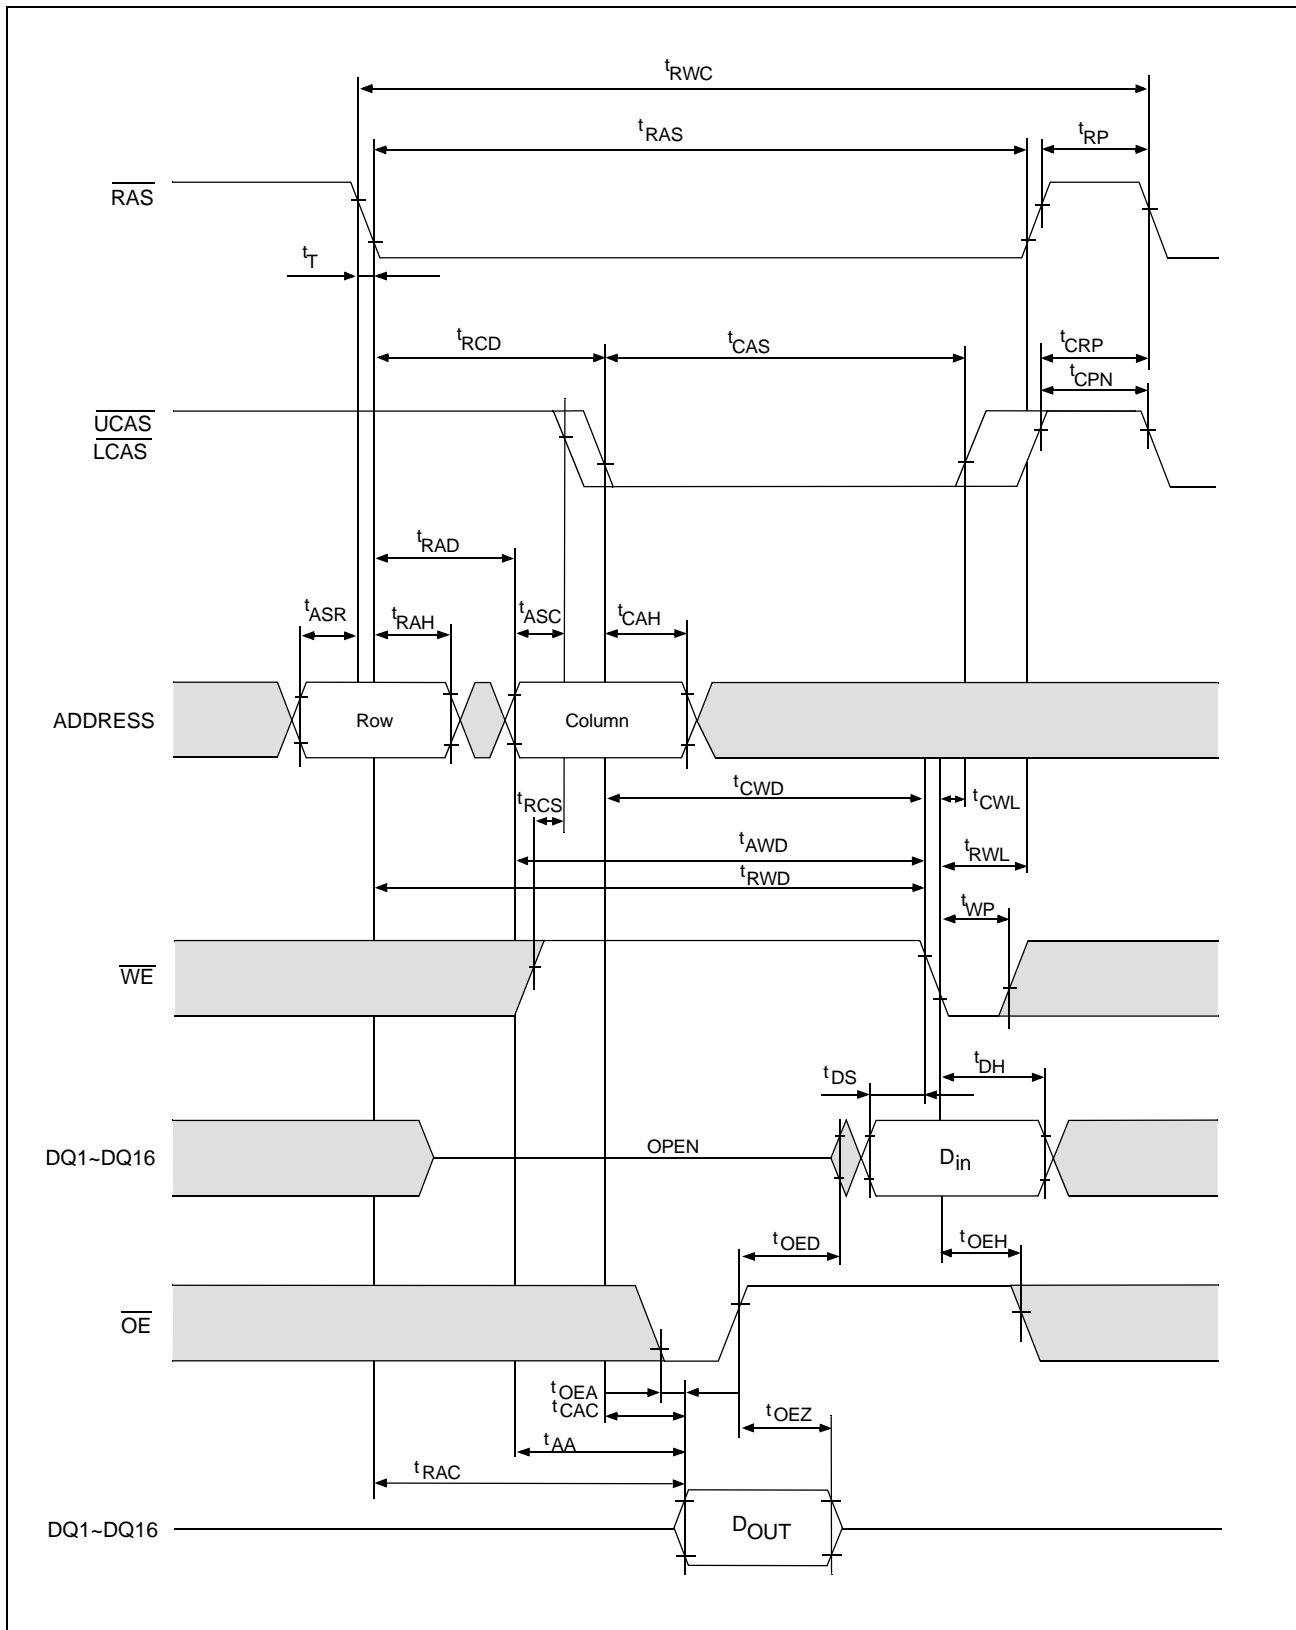 tRWC
tRAS
tRP
RAS
tT
tRCD
tCAS
tCRP
tCPN
UCAS
LCAS
tRAD
tASR
tRAH
tASC
tCAH
ADDRESS
Row
Column
tCWD
tCWL
tRCS
tAWD
tRWL
tRWD
tWP
WE
tDS
tDH
DQ1~DQ16
OPEN
Din
tOED
tOEH
OE
tOEA
tCAC
tOEZ
tAA
tRAC
DQ1~DQ16
DOUT